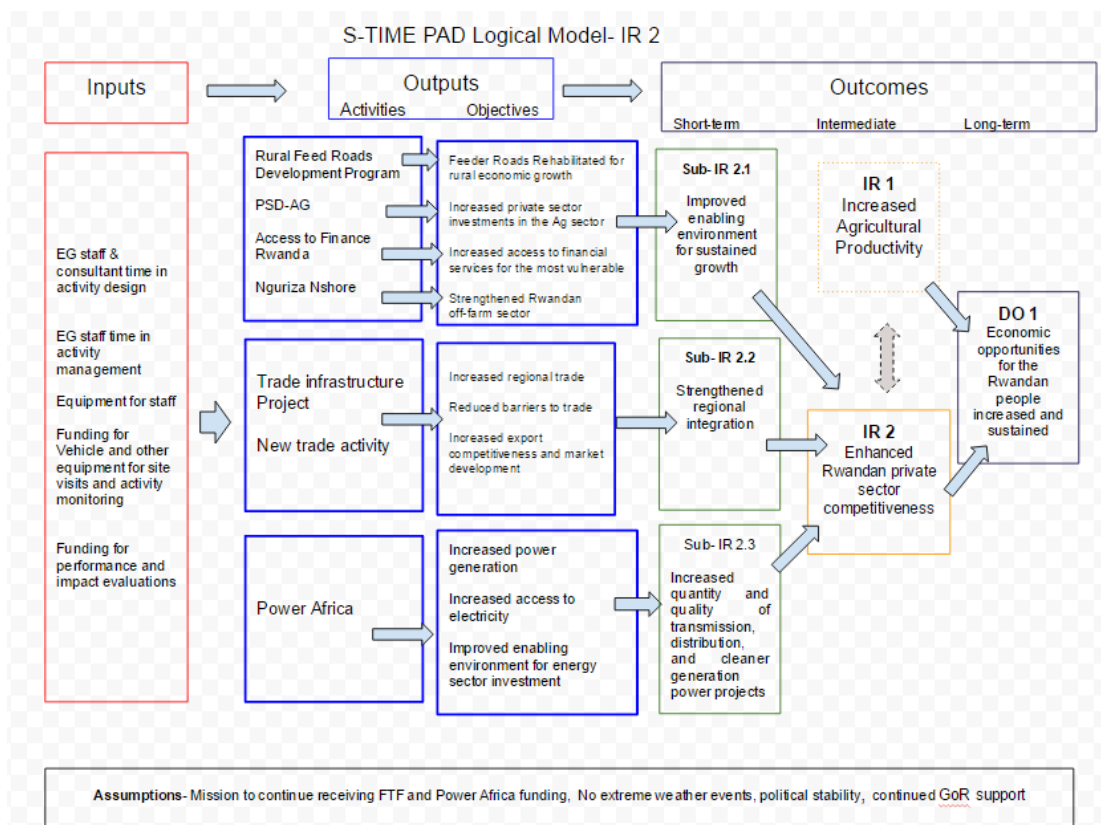 S-TIME PAD Logical Model- IR 2
Inputs
Outputs
Activities
Objectives
Outcomes
Short-term
Intermediate
Long-term
EG staff &
consultant time in
activity design
EG staff time in
activity
management
Equipment for staff
Funding for
Vehicle and other
equipment for site
visits and activity
monitoring
Funding for
performance and
impact evaluations
Rural Feed Roads
Development Program
PSD-AG
Access to Finance
Rwanda
Nguriza Nshore
Feeder Roads Rehabilitated for
rural economic growth
Increased private sector
investments in the Ag sector
Increased access to financial
services for the most vulnerable
Strengthened Rwandan
off-farm sector
Sub- IR 2.1
Improved
enabling
environment
for sustained
growth
IR 1
Increased
Agricultural
Productivity
DO 1
Economic
opportunities
for the
Rwandan
people
increased and
sustained
Trade infrastructure
Project
New trade activity
Increased regional trade
Reduced barriers to trade
Increased export
competitiveness and market
development
Sub- IR 2.2
Strengthened
regional
integration
IR 2
Enhanced
Rwandan private
sector
competitiveness
Power Africa
Increased power
generation
Increased access to
electricity
Improved enabling
environment for energy
sector investment
Sub- IR 2.3
Increased
quantity and
quality of
transmission,
distribution,
and cleaner
generation
power projects
Assumptions- Mission to continue receiving FTF and Power Africa funding, No extreme weather events, political stability, continued GoR support